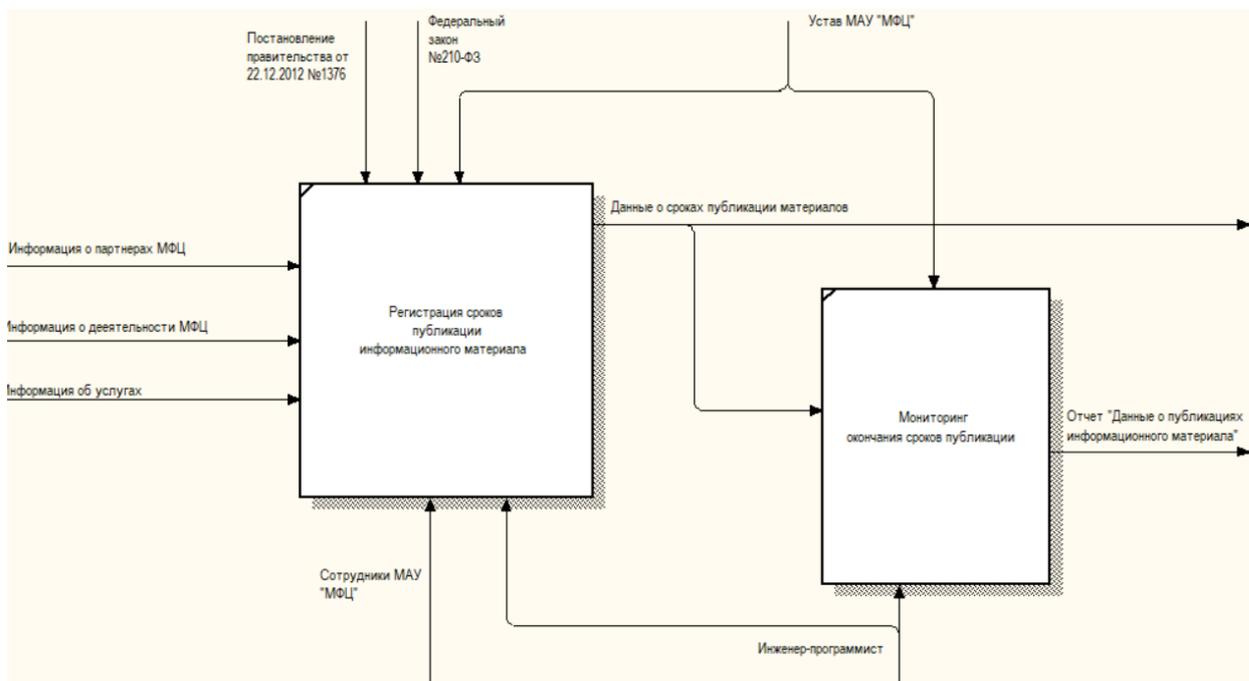 Постановление
правительства от
22.12.2012 №1376
Федеральный
закон
№210-ФЗ
Устав МАУ "МФЦ"
Данные о сроках публикации материалов
Информация о партнерах МФЦ
Информация о дееятельности МФЦ
Информация об услугах
Регистрация сроков
публикации
информационного материала
Мониторинг
окончания сроков публикации
Отчет "Данные о публикациях
информационного материала"
Сотрудники МАУ
"МФЦ"
Инженер-программист